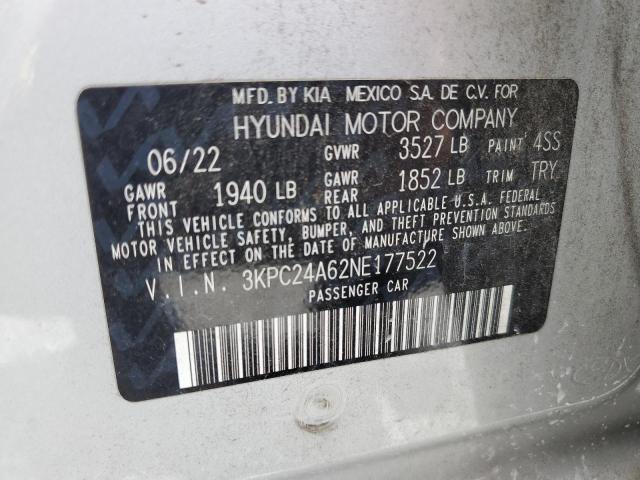 MFD. BY KIA MEXICO S.A. DE C.V. FOR
HYUNDAI MOTOR COMPANY
06/22 GVWR 3527 LB PAINT 4SS
GAWR FRONT 1940 LB GAWR REAR 1852 LB TRIM TRY
THIS VEHICLE CONFORMS TO ALL APPLICABLE U.S.A. FEDERAL
MOTOR VEHICLE SAFETY, BUMPER, AND THEFT PREVENTION STANDARDS
IN EFFECT ON THE DATE OF MANUFACTURE SHOWN ABOVE.
V.I.N. 3KPC24A62NE177522
PASSENGER CAR